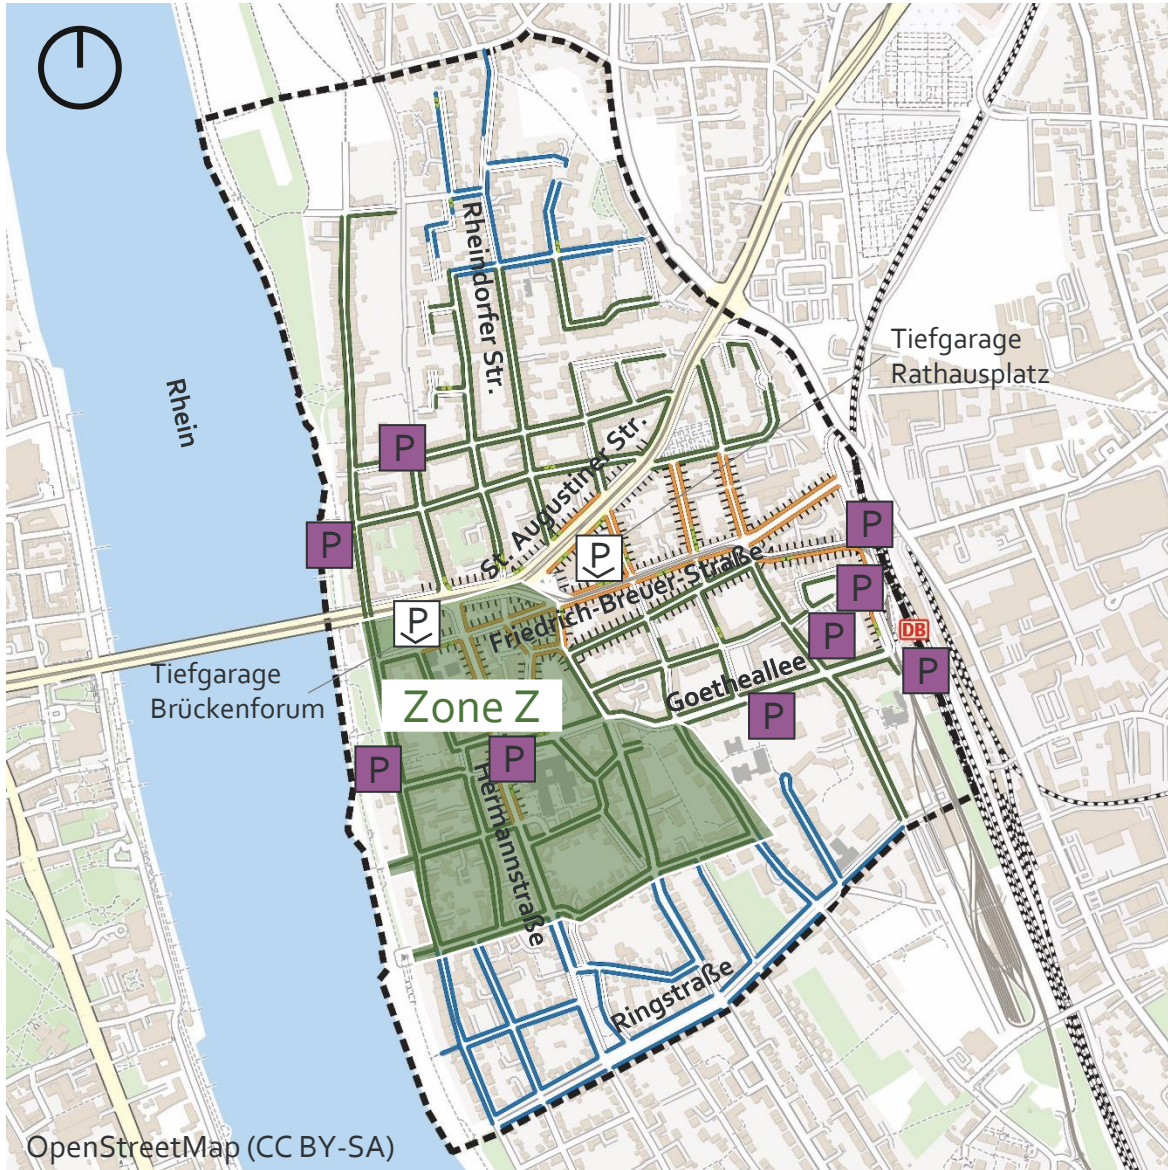 Rheindorfer Str.
Tiefgarage
Rathausplatz
Rhein
P
St. Augustiner Str.
P
P
P
P
Friedrich-Breuer-Straße
P
P
DB
P
Tiefgarage
Brückenforum
Goetheallee
P
Zone Z
P
P
P
Hermannstraße
Ringstraße
OpenStreetMap (CC BY-SA)